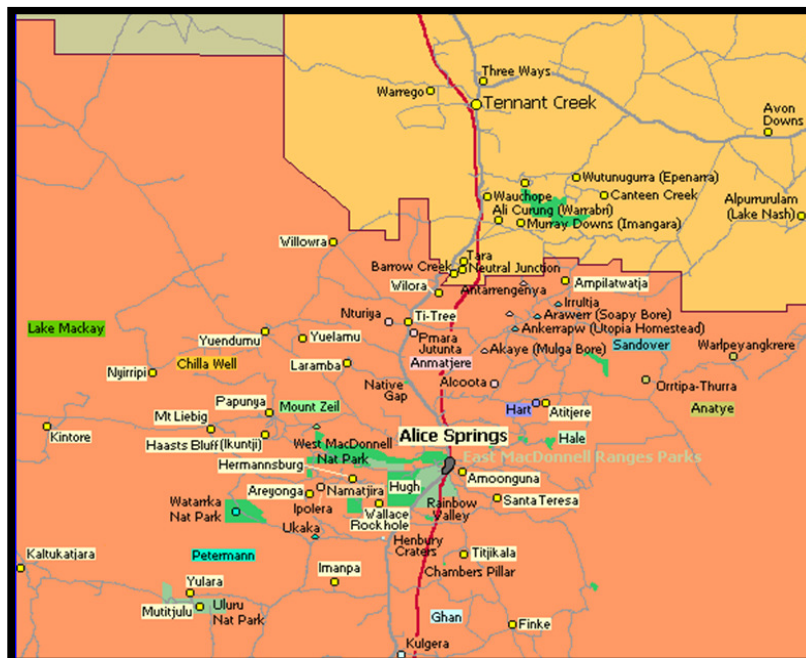 Three Ways
Warrego
Tennant Creek
Avon
Downs
Wutunugurra (Epenarra)
Wauchope
Canteen Creek
Ali Curung (Warrabri)
Alpurrurulam
(Lake Nash)
Murray Downs (Imangara)
Willowra
Tara
Barrow Creek
Neutral Junction
Ampilatwatja
Wilora
Antarrengenya
Irrultja
Nturiya
Ti-Tree
Arawerr (Soapy Bore)
Lake Mackay
Ankerrapw (Utopia Homestead)
Yuendumu
Yuelamu
Pmara
Jutunta
Sandover
Akaye (Mulga Bore)
Warlpeyangkrere
Chilla Well
Laramba
Anmatjere
Nyirripi
Alcoota
Native
Gap
Orrtipa-Thurra
Papunya
Mount Zeil
Hart
Atitjere
Anatye
Mt Liebig
Kintore
Haasts Bluff (Ikuntji)
Alice Springs
West MacDonnell
Nat Park
Hale
East MacDonnell Ranges Parks
Hermannsburg
Amoonguna
Areyonga
Namatjira
Hugh
Santa Teresa
Watarrka
Nat Park
Ipolera
Wallace
Rockhole
Rainbow
Valley
Ukaka
Henbury
Craters
Kaltukatjara
Petermann
Titjikala
Imanpa
Chambers Pillar
Yulara
Mutitjulu
Uluru
Nat Park
Ghan
Finke
Kulgera